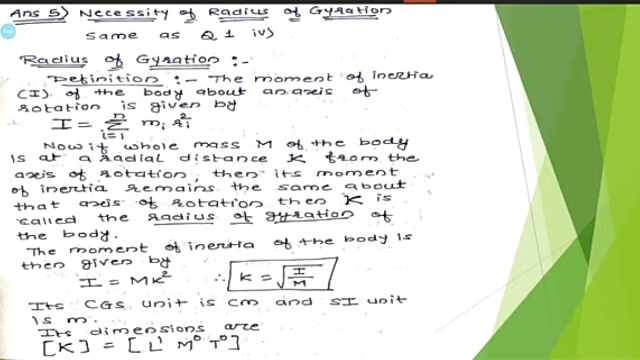 Ans 5) Necessity of Radius of Gyration
Same as Q 1 iv)
Radius of Gyration :-
Definition :- The moment of inertia
(I) of the body about an axis of
rotation is given by
I = Σ_{i=1}^{n} m_i r_i²
Now if whole mass M of the body
is at a radial distance K from the
axis of rotation, then its moment
of inertia remains the same about
that axis of rotation then K is
called the radius of gyration of
the body.
The moment of inertia of the body is
then given by
I = MK² ∴ K = √(I/M)
Its CGS unit is cm and SI unit
is m.
Its dimensions are
[K] = [L¹ M⁰ T⁰]